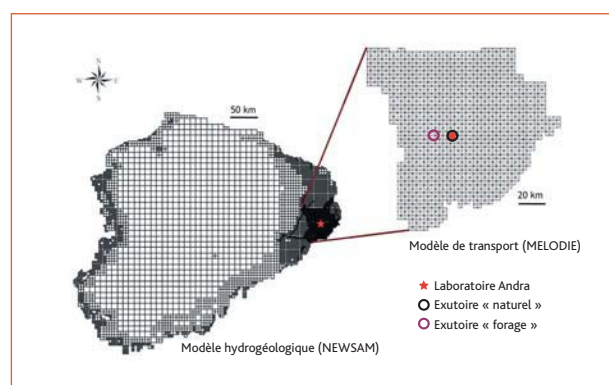 N
W E
S
50 km
20 km
Modèle de transport (MELODIE)
Laboratoire Andra
Exutoire « naturel »
Exutoire « forage »
Modèle hydrogéologique (NEWSAM)